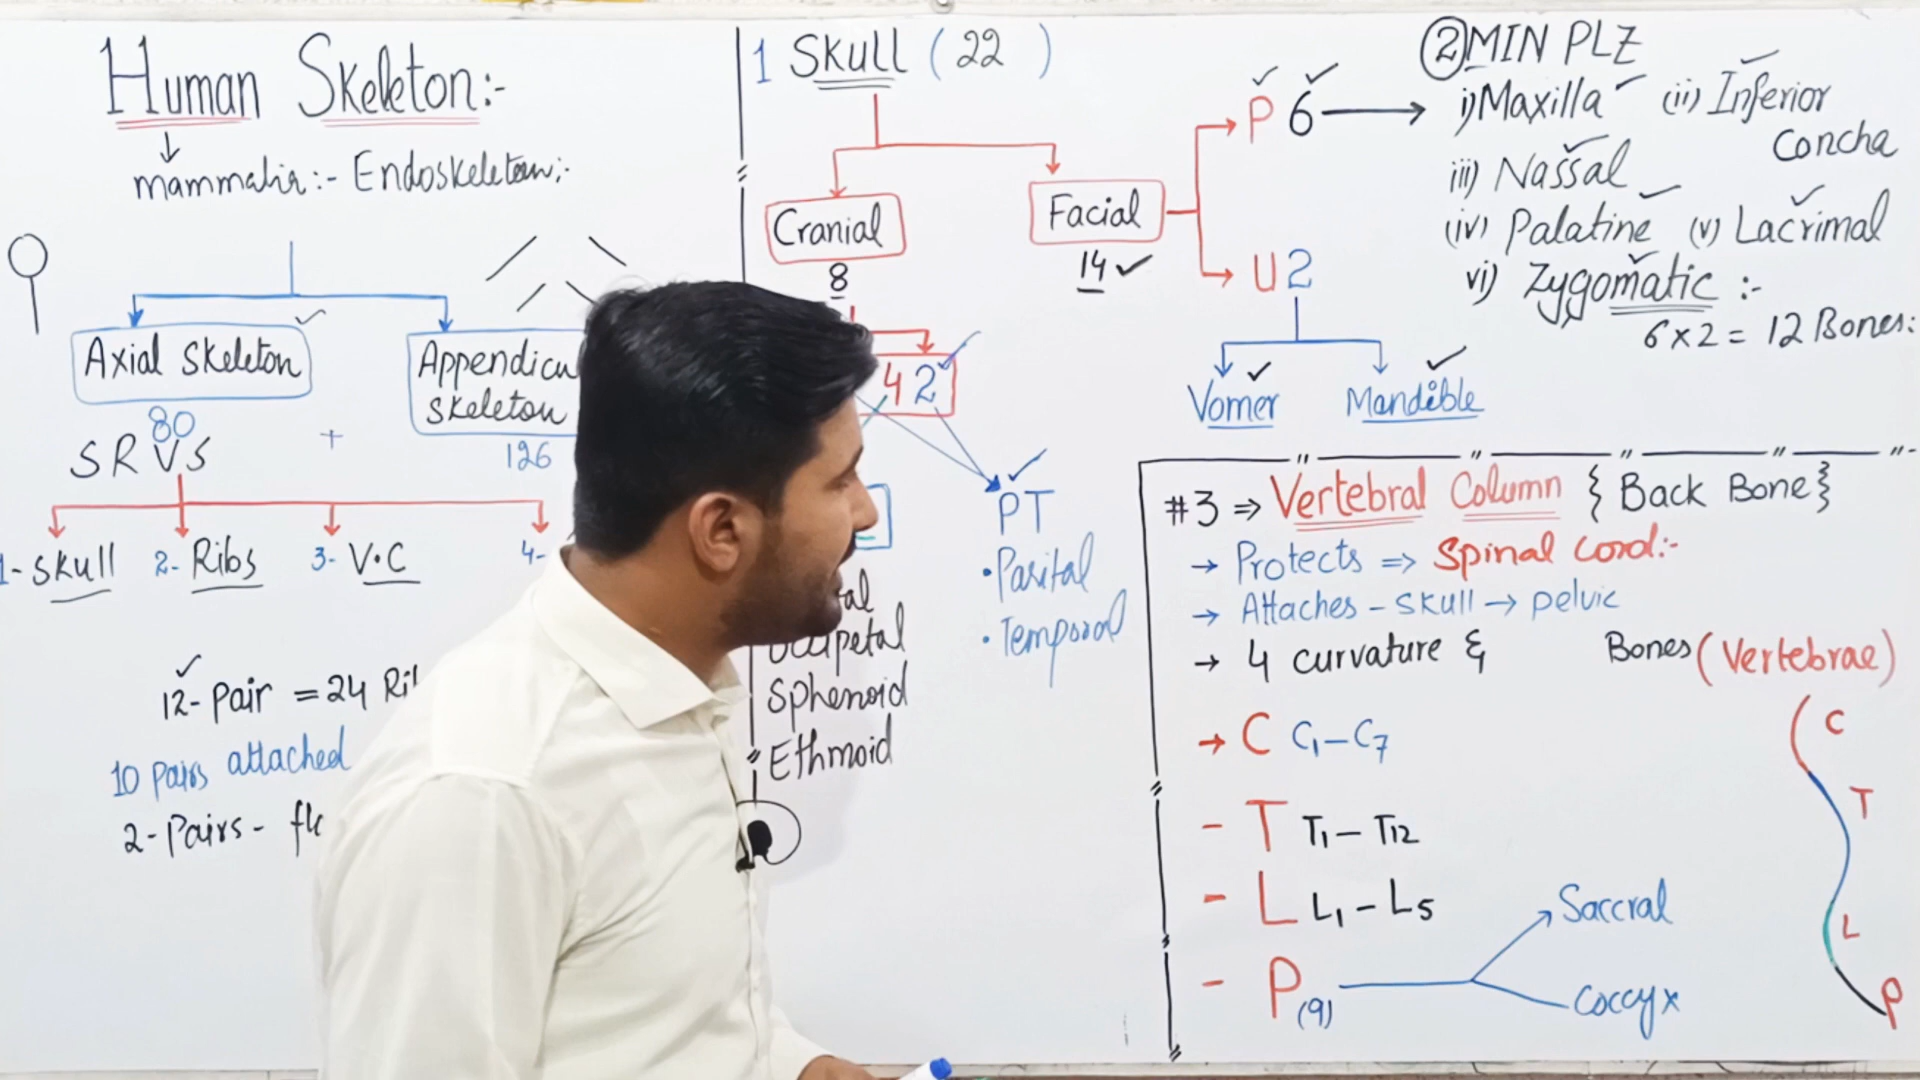 Human Skeleton:-
mammalia:- Endoskeleton:-
Axial Skeleton
80
+
Appendicu
Skeleton
126
S R V S
1- Skull
2- Ribs
3- V.C
4-
12- Pair = 24 Ri
10 Pairs attached
2- Pairs - fl
1 Skull (22)
Cranial
8
Facial
14
4 2
PT
• Parital
• Temporal
tal
occupetal
Sphenoid
Ethmoid
P 6
U 2
Vomer
Mandible
2 MIN PLZ
i) Maxilla (ii) Inferior
Concha
iii) Nassal
(iv) Palatine (v) Lacrimal
vi) Zygomatic :-
6 x 2 = 12 Bones:
#3 ⇒ Vertebral Column { Back Bone }
→ Protects ⇒ Spinal Cord:-
→ Attaches - Skull → pelvic
→ 4 curvature & Bones (Vertebrae)
→ C C1 - C7
- T T1 - T12
- L L1 - L5
- P (9)
Saccral
Coccyx
C
T
L
P